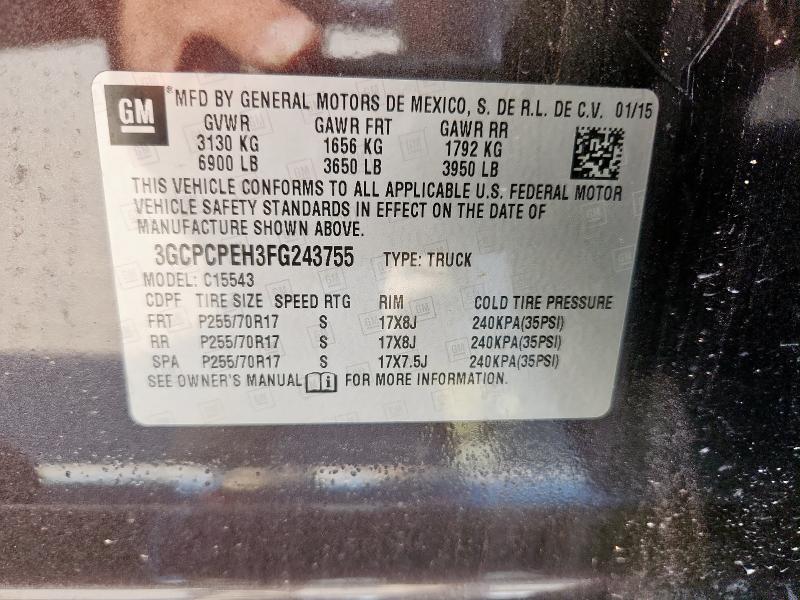 GM ® MFD BY GENERAL MOTORS DE MEXICO, S. DE R.L. DE C.V. 01/15
GVWR GAWR FRT GAWR RR
3130 KG 1656 KG 1792 KG
6900 LB 3650 LB 3950 LB
THIS VEHICLE CONFORMS TO ALL APPLICABLE U.S. FEDERAL MOTOR
VEHICLE SAFETY STANDARDS IN EFFECT ON THE DATE OF
MANUFACTURE SHOWN ABOVE.
3GCPCPEH3FG243755 TYPE: TRUCK
MODEL: C15543
CDPF TIRE SIZE SPEED RTG RIM COLD TIRE PRESSURE
FRT P255/70R17 S 17X8J 240KPA(35PSI)
RR P255/70R17 S 17X8J 240KPA(35PSI)
SPA P255/70R17 S 17X7.5J 240KPA(35PSI)
SEE OWNER'S MANUAL i FOR MORE INFORMATION.